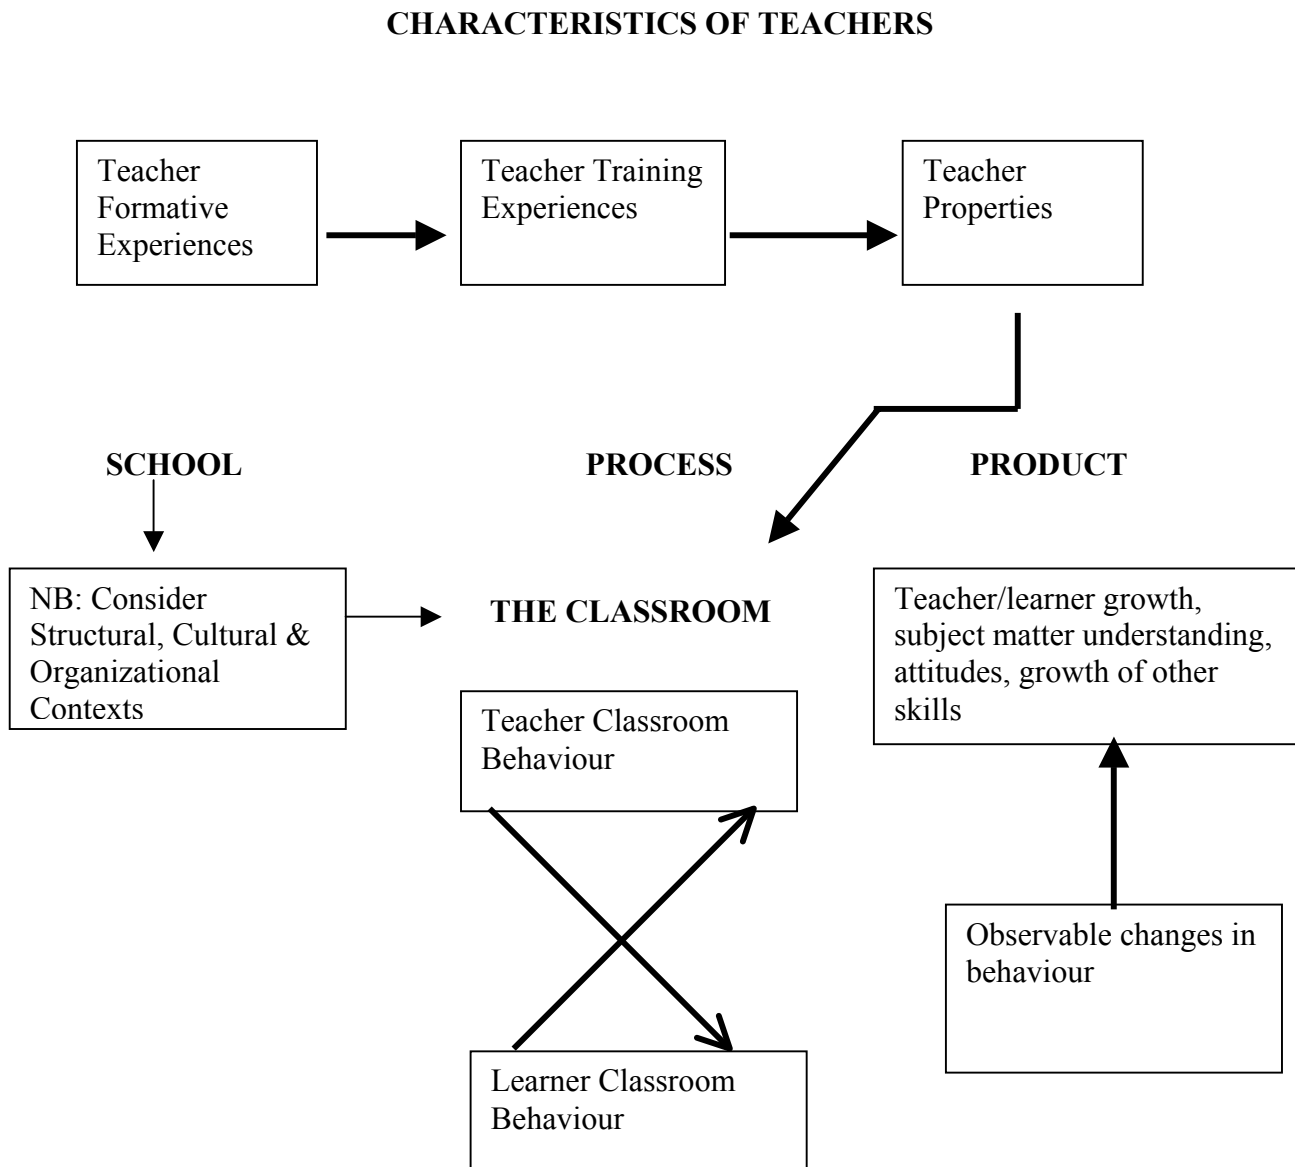 CHARACTERISTICS OF TEACHERS
Teacher
Formative
Experiences
Teacher Training
Experiences
Teacher
Properties
SCHOOL
PROCESS
PRODUCT
NB: Consider
Structural, Cultural &
Organizational
Contexts
THE CLASSROOM
Teacher/learner growth,
subject matter understanding,
attitudes, growth of other
skills
Teacher Classroom
Behaviour
Observable changes in
behaviour
Learner Classroom
Behaviour